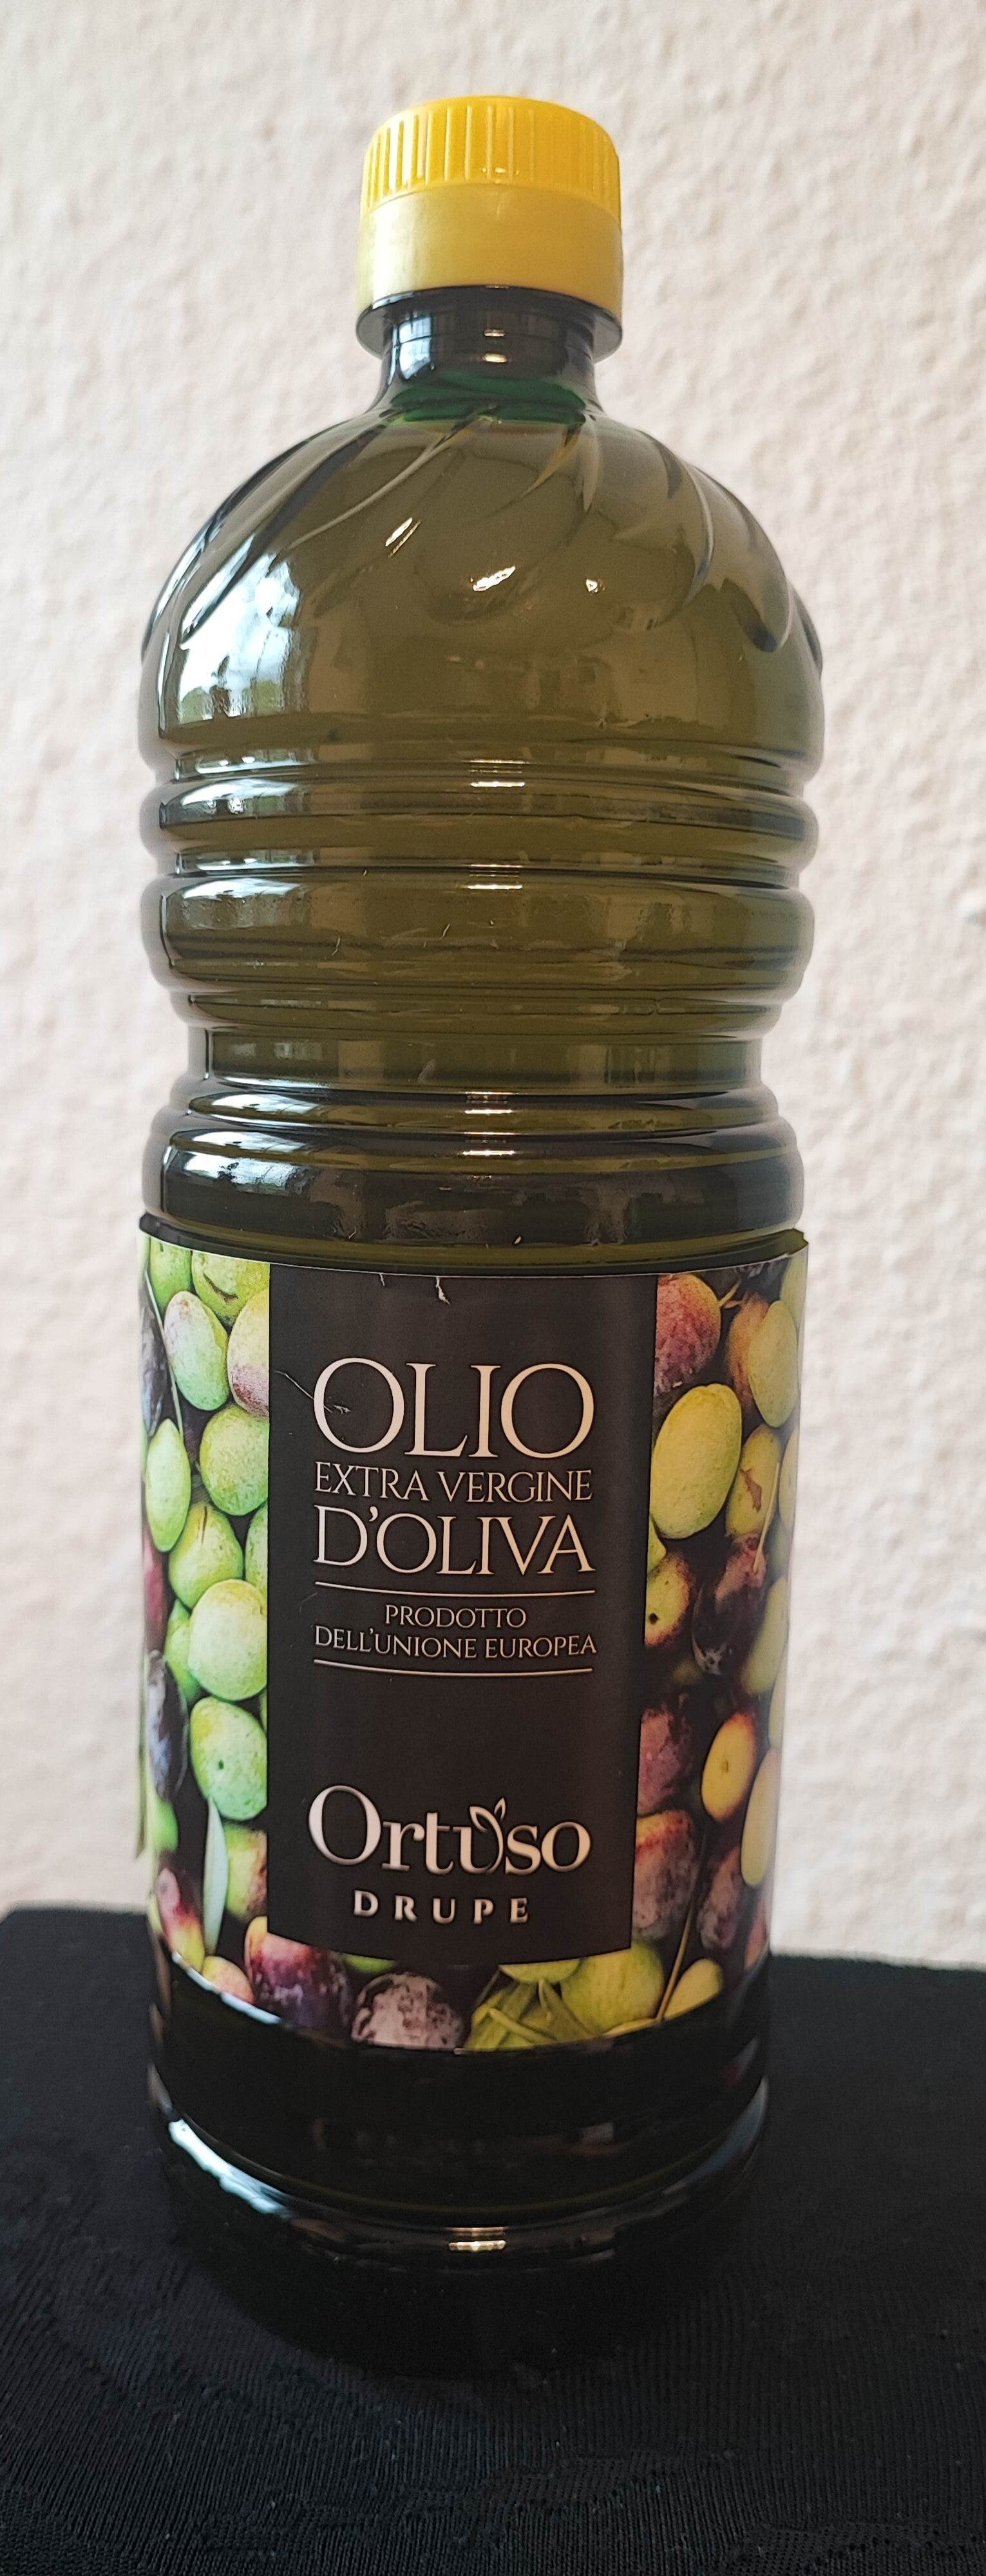 OLIO
EXTRA VERGINE
D'OLIVA
PRODOTTO
DELL'UNIONE EUROPEA
Ortuso
DRUPE